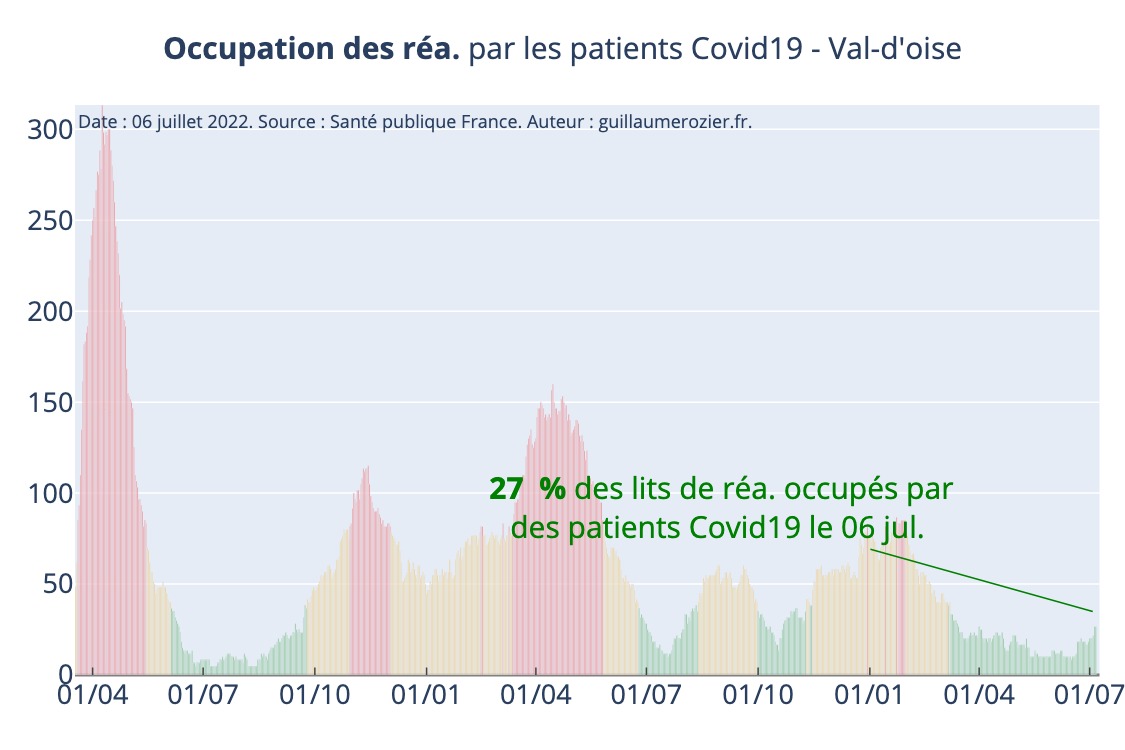 Occupation des réa. par les patients Covid19 - Val-d'oise
Date : 06 juillet 2022. Source : Santé publique France. Auteur : guillaumerozier.fr.
300
250
200
150
100
50
0
27 % des lits de réa. occupés par
des patients Covid19 le 06 jul.
01/04 01/07 01/10 01/01 01/04 01/07 01/10 01/01 01/04 01/07